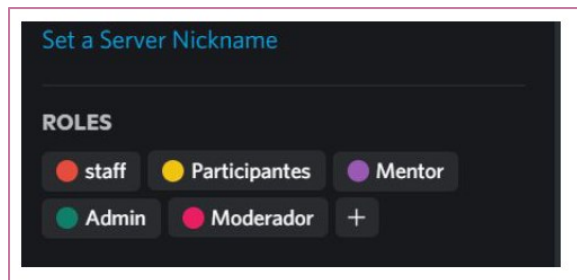 Set a Server Nickname
ROLES
staff Participantes Mentor
Admin Moderador +